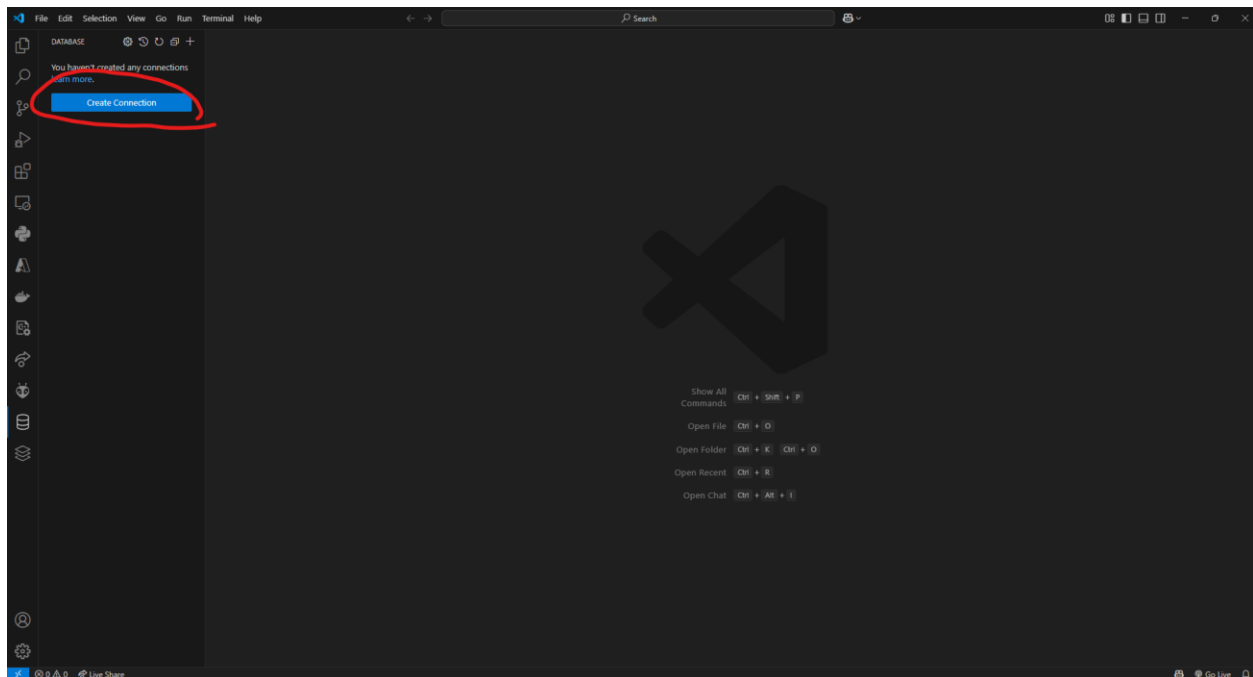 File Edit Selection View Go Run Terminal Help
Search
DATABASE
You haven't created any connections
Learn more.
Create Connection
Show All
Commands
Ctrl + Shift + P
Open File Ctrl + O
Open Folder Ctrl + K Ctrl + O
Open Recent Ctrl + R
Open Chat Ctrl + Alt + I
0 0 Live Share
Go Live